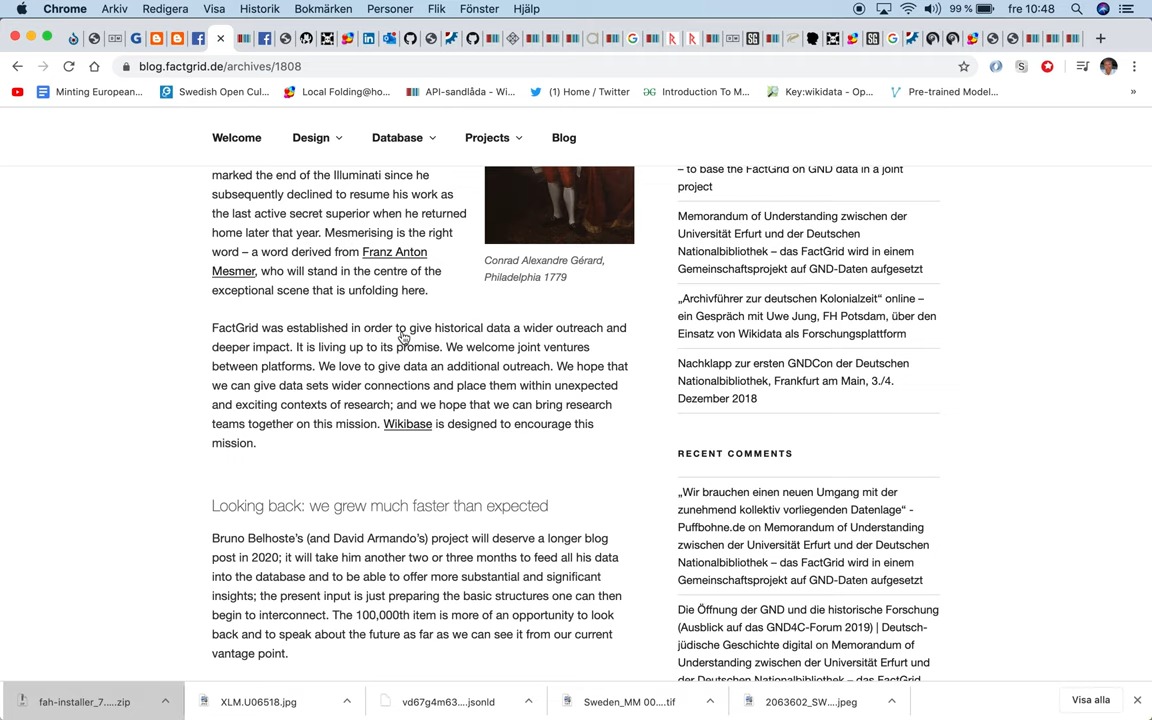 Chrome Arkiv Redigera Visa Historik Bokmärken Personer Flik Fönster Hjälp 99 % fre 10:48
blog.factgrid.de/archives/1808
Minting European... Swedish Open Cul... Local Folding@ho... API-sandlåda - Wi... (1) Home / Twitter Introduction To M... Key:wikidata - Op... Pre-trained Model... »
Welcome Design Database Projects Blog
marked the end of the Illuminati since he
subsequently declined to resume his work as
the last active secret superior when he returned
home later that year. Mesmerising is the right
word – a word derived from Franz Anton
Mesmer, who will stand in the centre of the
exceptional scene that is unfolding here.
Conrad Alexandre Gérard,
Philadelphia 1779
FactGrid was established in order to give historical data a wider outreach and
deeper impact. It is living up to its promise. We welcome joint ventures
between platforms. We love to give data an additional outreach. We hope that
we can give data sets wider connections and place them within unexpected
and exciting contexts of research; and we hope that we can bring research
teams together on this mission. Wikibase is designed to encourage this
mission.
Looking back: we grew much faster than expected
Bruno Belhoste's (and David Armando's) project will deserve a longer blog
post in 2020; it will take him another two or three months to feed all his data
into the database and to be able to offer more substantial and significant
insights; the present input is just preparing the basic structures one can then
begin to interconnect. The 100,000th item is more of an opportunity to look
back and to speak about the future as far as we can see it from our current
vantage point.
– to base the FactGrid on GND data in a joint
project
Memorandum of Understanding zwischen der
Universität Erfurt und der Deutschen
Nationalbibliothek – das FactGrid wird in einem
Gemeinschaftsprojekt auf GND-Daten aufgesetzt
„Archivführer zur deutschen Kolonialzeit“ online –
ein Gespräch mit Uwe Jung, FH Potsdam, über den
Einsatz von Wikidata als Forschungsplattform
Nachklapp zur ersten GNDCon der Deutschen
Nationalbibliothek, Frankfurt am Main, 3./4.
Dezember 2018
RECENT COMMENTS
„Wir brauchen einen neuen Umgang mit der
zunehmend kollektiv vorliegenden Datenlage“ -
Puffbohne.de on Memorandum of Understanding
zwischen der Universität Erfurt und der Deutschen
Nationalbibliothek – das FactGrid wird in einem
Gemeinschaftsprojekt auf GND-Daten aufgesetzt
Die Öffnung der GND und die historische Forschung
(Ausblick auf das GND4C-Forum 2019) | Deutsch-
jüdische Geschichte digital on Memorandum of
Understanding zwischen der Universität Erfurt und
der Deutschen Nationalbibliothek – das FactGrid
fah-installer_7.....zip XLM.U06518.jpg vd67g4m63....jsonld Sweden_MM 00....tif 2063602_SW....jpeg Visa alla